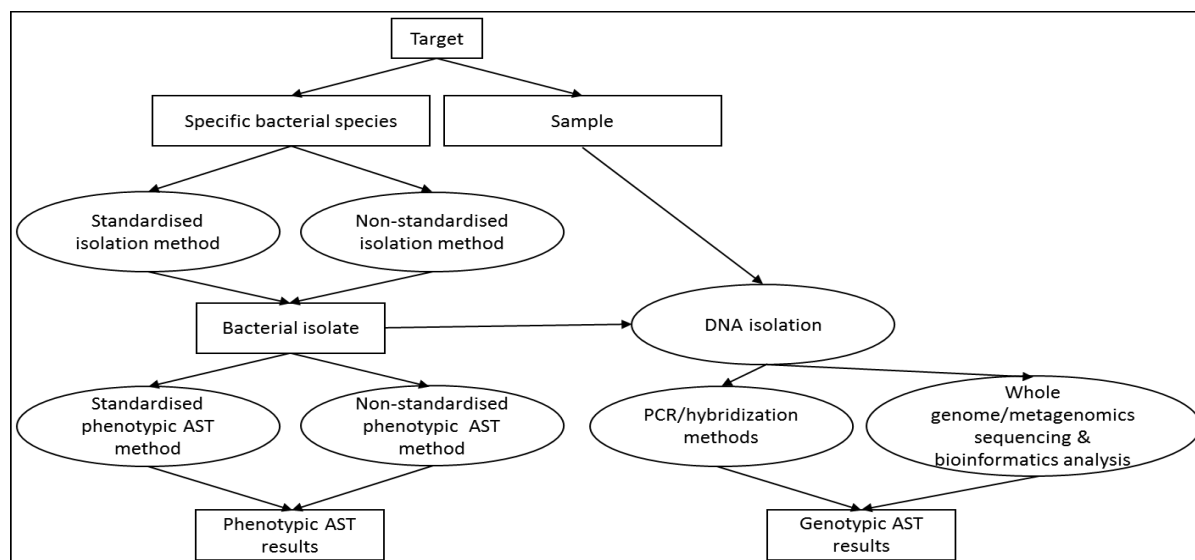 Target
Specific bacterial species
Sample
Standardised
isolation method
Non-standardised
isolation method
Bacterial isolate
DNA isolation
Standardised
phenotypic AST
method
Non-standardised
phenotypic AST
method
PCR/hybridization
methods
Whole
genome/metagenomics
sequencing &
bioinformatics analysis
Phenotypic AST
results
Genotypic AST
results